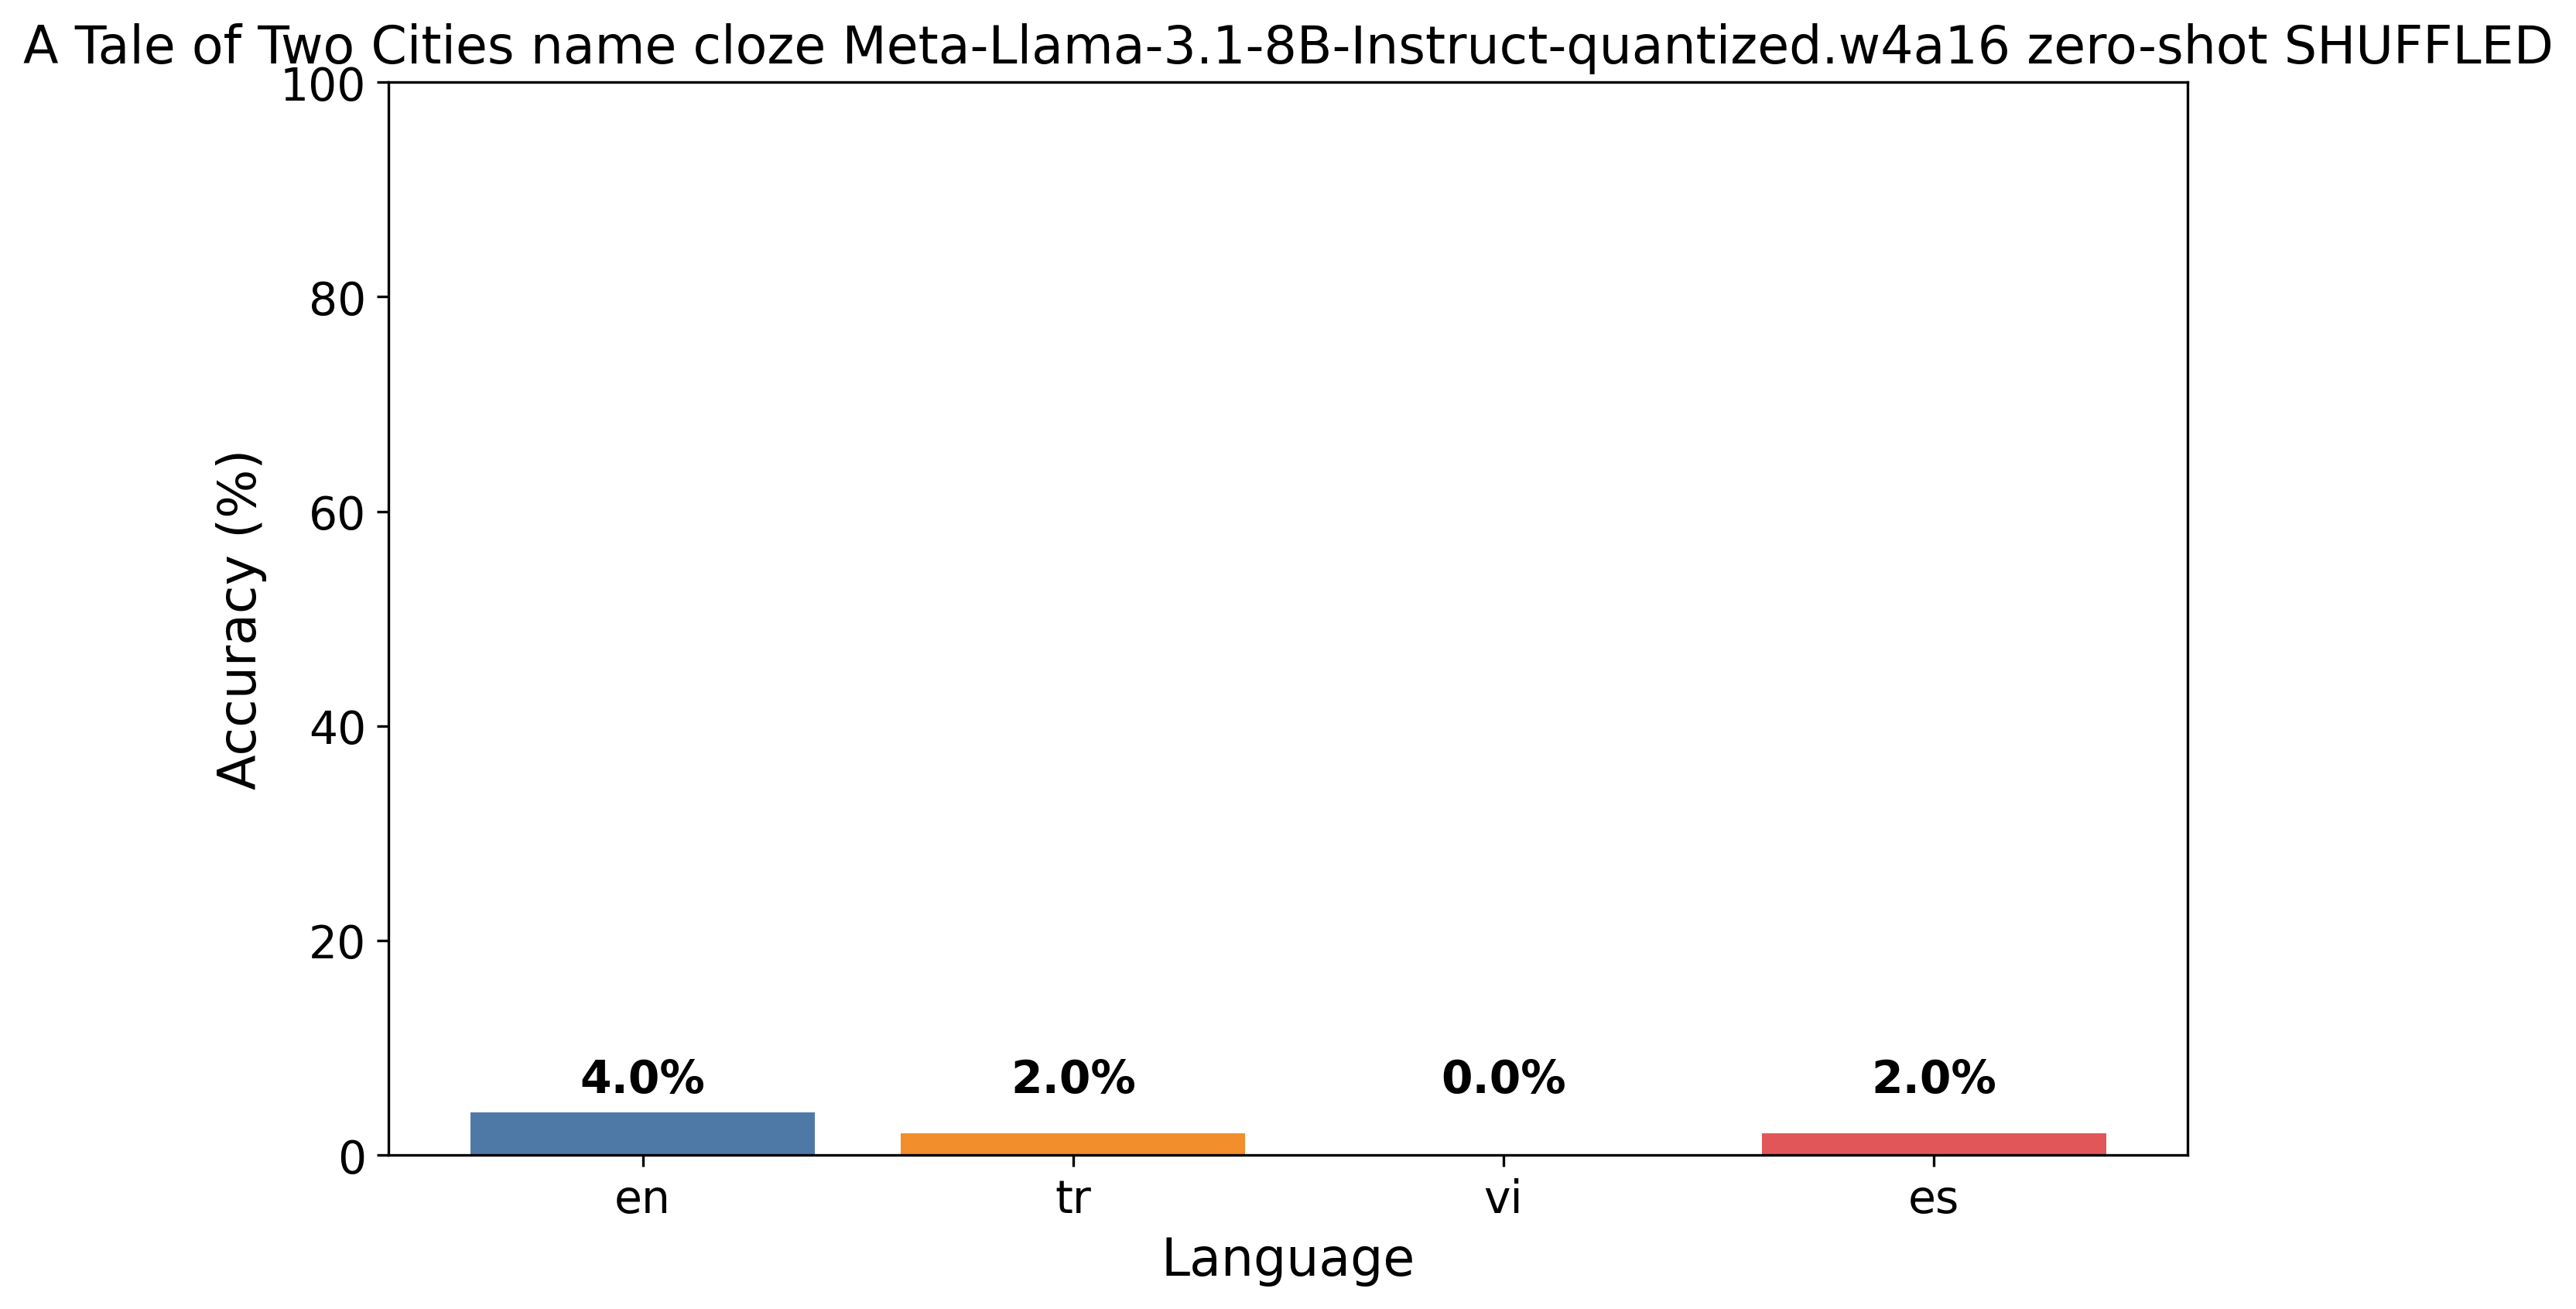 A Tale of Two Cities name cloze Meta-Llama-3.1-8B-Instruct-quantized.w4a16 zero-shot SHUFFLED
100
80
60
40
20
0
Accuracy (%)
4.0%
2.0%
0.0%
2.0%
en
tr
vi
es
Language